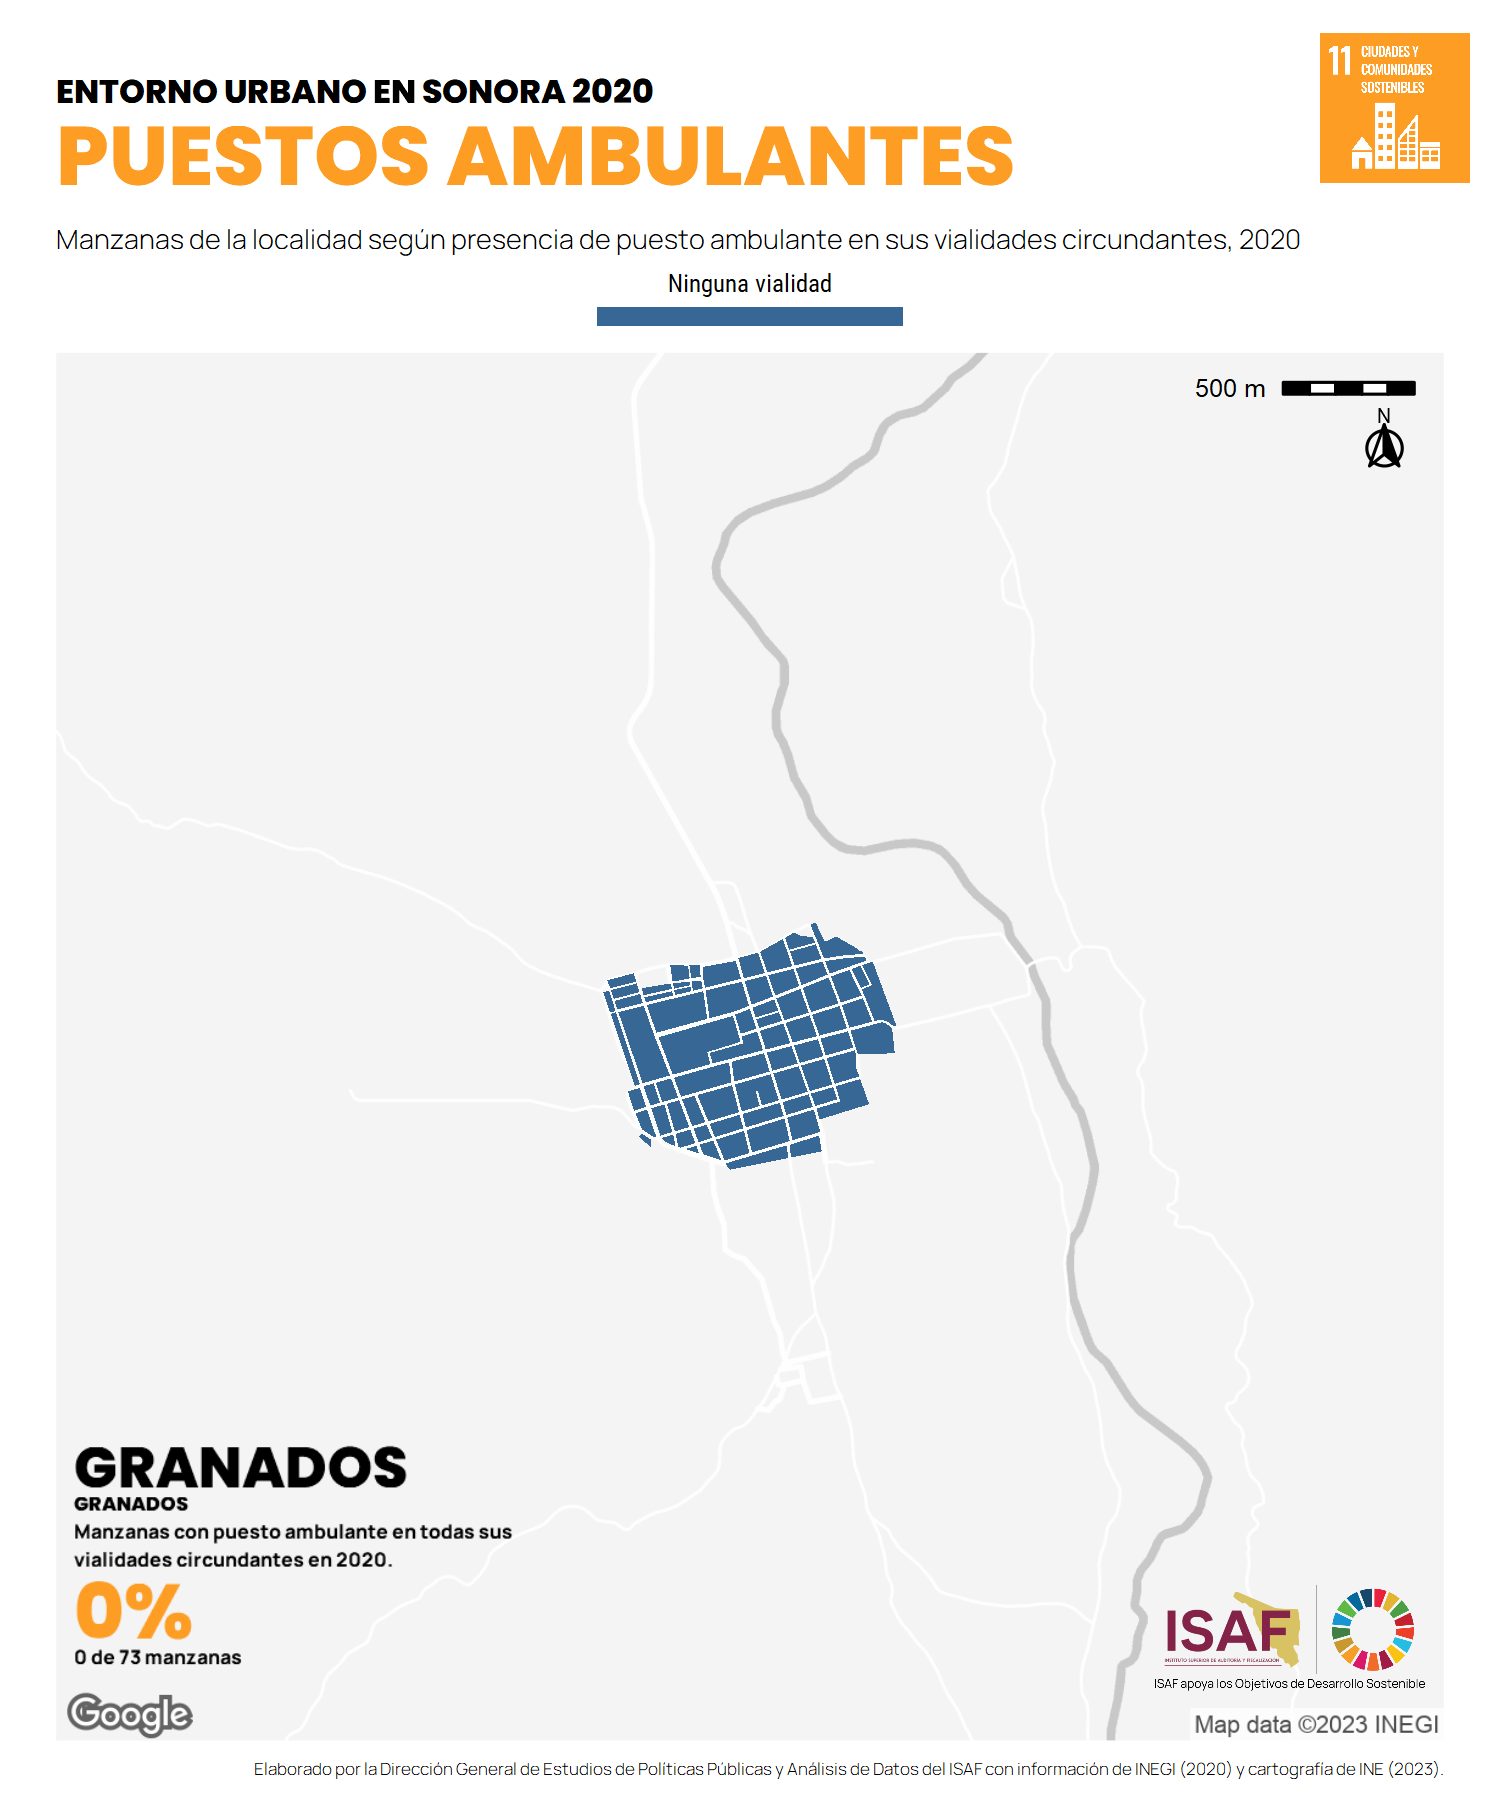 ENTORNO URBANO EN SONORA 2020
PUESTOS AMBULANTES
11 CIUDADES Y
COMUNIDADES
SOSTENIBLES
Manzanas de la localidad según presencia de puesto ambulante en sus vialidades circundantes, 2020
Ninguna vialidad
500 m
N
GRANADOS
GRANADOS
Manzanas con puesto ambulante en todas sus
vialidades circundantes en 2020.
0%
0 de 73 manzanas
Google
ISAF
INSTITUTO SUPERIOR DE AUDITORÍA Y FISCALIZACIÓN
ISAF apoya los Objetivos de Desarrollo Sostenible
Map data ©2023 INEGI
Elaborado por la Dirección General de Estudios de Políticas Públicas y Análisis de Datos del ISAF con información de INEGI (2020) y cartografía de INE (2023).